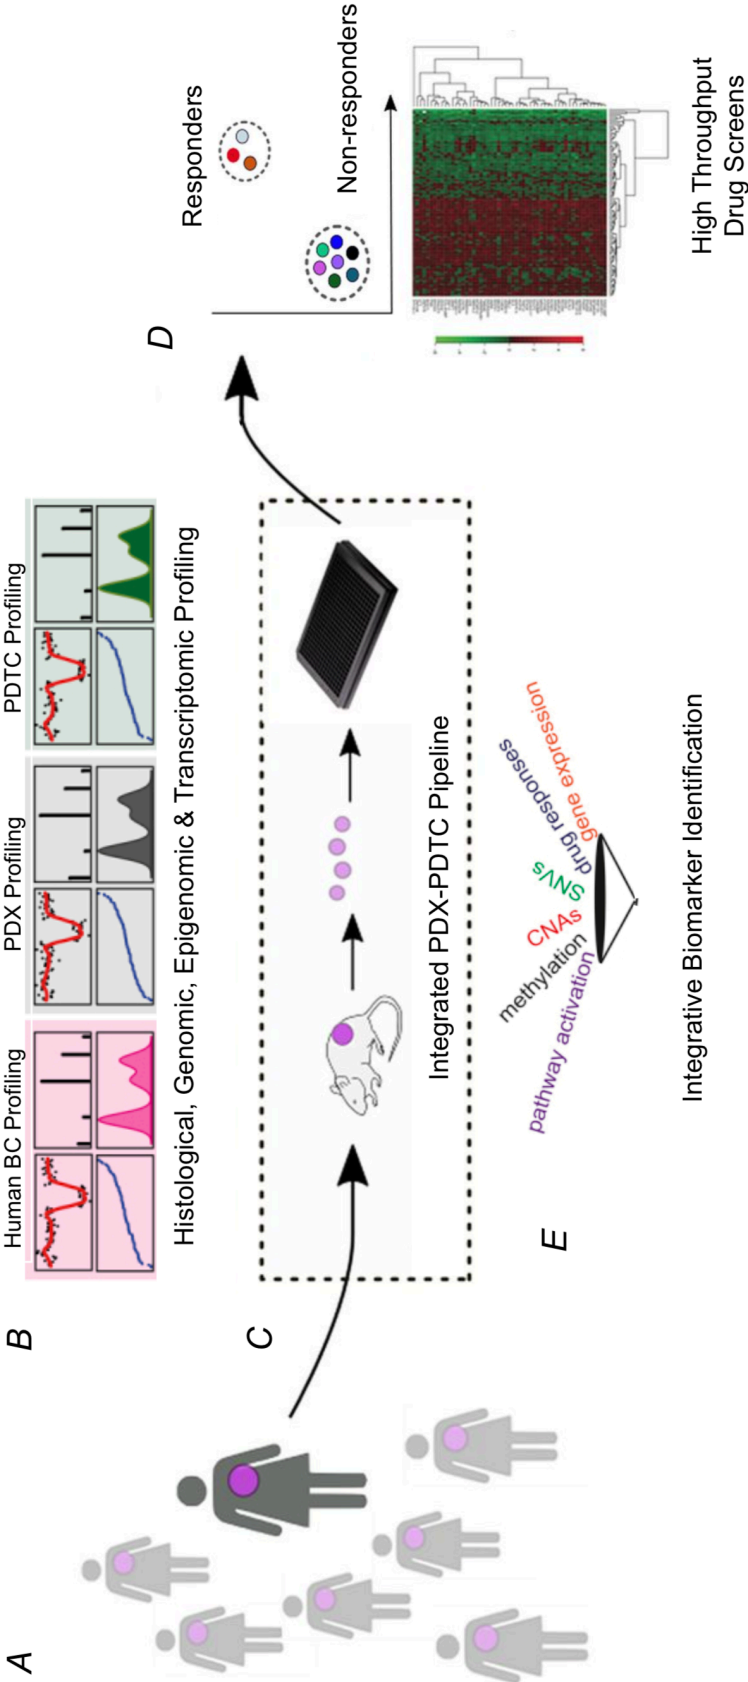 A
B
Human BC Profiling
PDX Profiling
PDTC Profiling
Histological, Genomic, Epigenomic & Transcriptomic Profiling
C
Integrated PDX-PDTC Pipeline
D
Responders
Non-responders
High Throughput
Drug Screens
E
pathway activation
methylation
CNAs
SNVs
drug responses
gene expression
Integrative Biomarker Identification